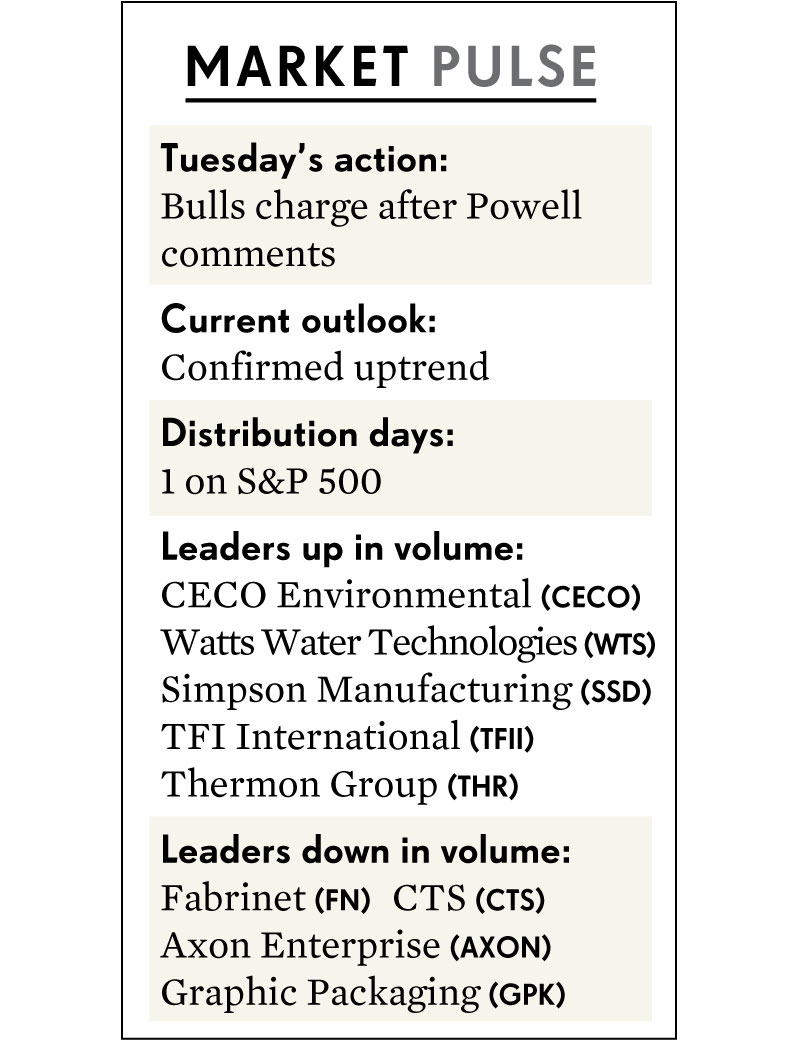 MARKET PULSE
Tuesday's action:
Bulls charge after Powell
comments
Current outlook:
Confirmed uptrend
Distribution days:
1 on S&P 500
Leaders up in volume:
CECO Environmental (CECO)
Watts Water Technologies (WTS)
Simpson Manufacturing (SSD)
TFI International (TFII)
Thermon Group (THR)
Leaders down in volume:
Fabrinet (FN) CTS (CTS)
Axon Enterprise (AXON)
Graphic Packaging (GPK)